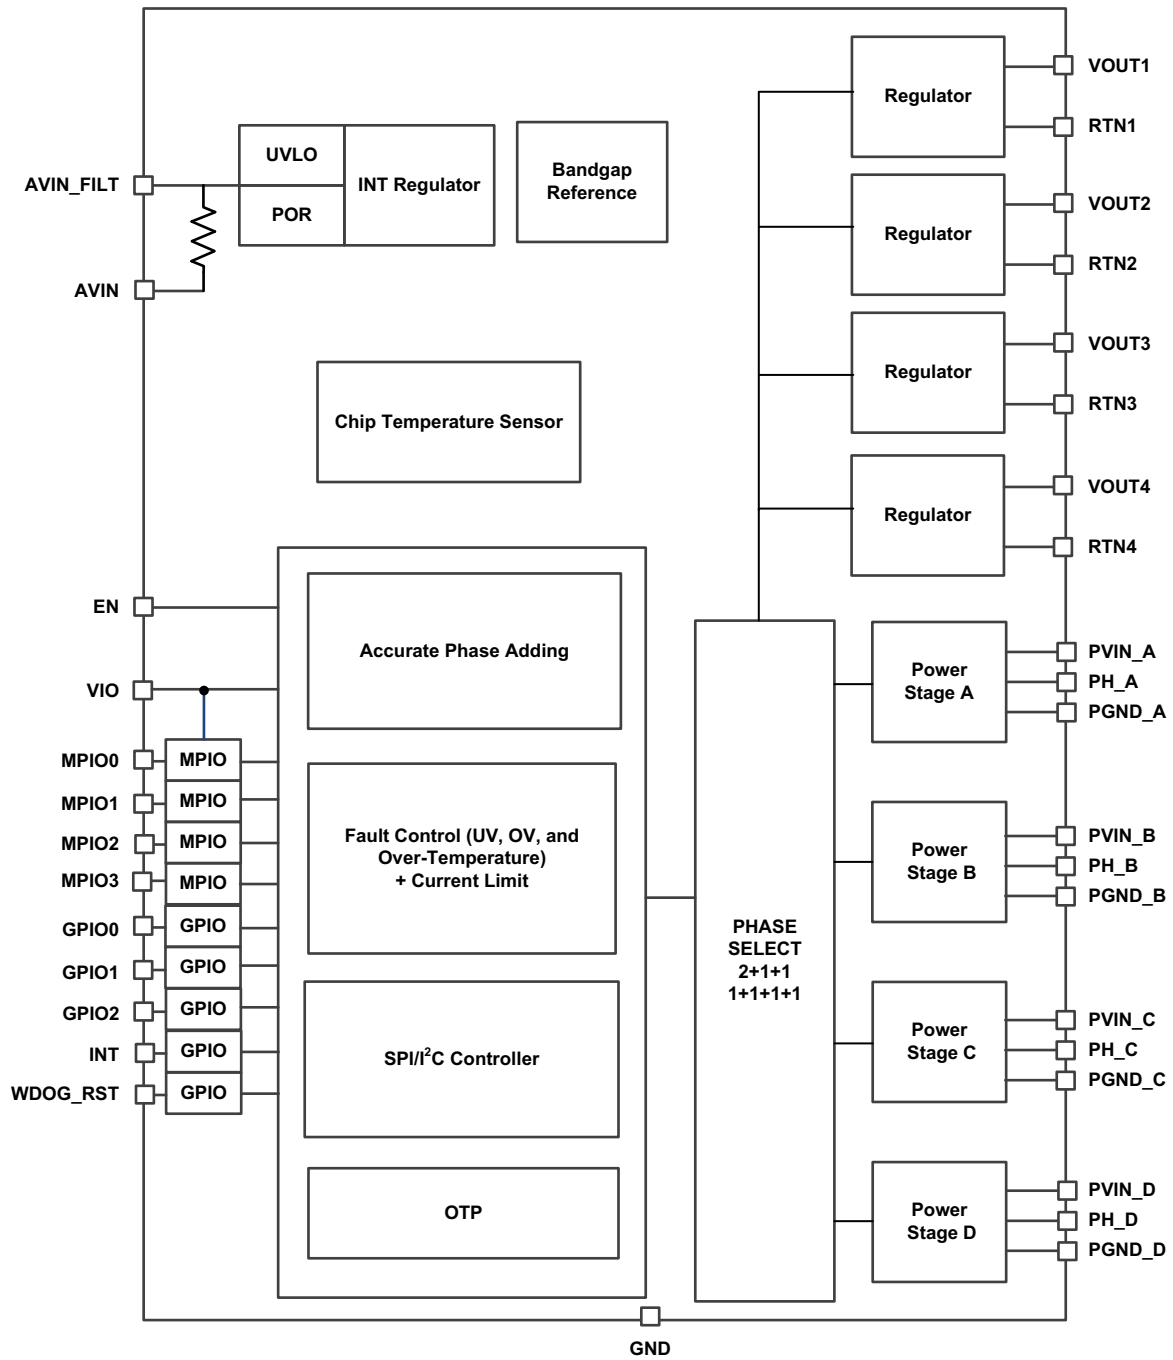 AVIN_FILT
AVIN
UVLO
POR
INT Regulator
Bandgap
Reference
Chip Temperature Sensor
Regulator
VOUT1
RTN1
Regulator
VOUT2
RTN2
Regulator
VOUT3
RTN3
Regulator
VOUT4
RTN4
EN
VIO
MPIO0
MPIO
MPIO1
MPIO
MPIO2
MPIO
MPIO3
MPIO
GPIO0
GPIO
GPIO1
GPIO
GPIO2
GPIO
INT
GPIO
WDOG_RST
GPIO
Accurate Phase Adding
Fault Control (UV, OV, and
Over-Temperature)
+ Current Limit
SPI/I²C Controller
OTP
PHASE
SELECT
2+1+1
1+1+1+1
Power
Stage A
PVIN_A
PH_A
PGND_A
Power
Stage B
PVIN_B
PH_B
PGND_B
Power
Stage C
PVIN_C
PH_C
PGND_C
Power
Stage D
PVIN_D
PH_D
PGND_D
GND